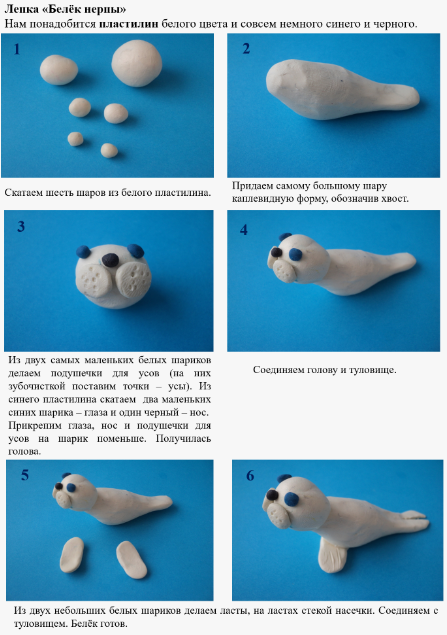 Лепка «Белёк нерпы»
Нам понадобится пластилин белого цвета и совсем немного синего и черного.
1
2
Скатаем шесть шаров из белого пластилина.
Придаем самому большому шару
каплевидную форму, обозначив хвост.
3
4
Из двух самых маленьких белых шариков
делаем подушечки для усов (на них
зубочисткой поставим точки – усы). Из
синего пластилина скатаем два маленьких
синих шарика – глаза и один черный – нос.
Прикрепим глаза, нос и подушечки для
усов на шарик поменьше. Получилась
голова.
Соединяем голову и туловище.
5
6
Из двух небольших белых шариков делаем ласты, на ластах стекой насечки. Соединяем с
туловищем. Белёк готов.